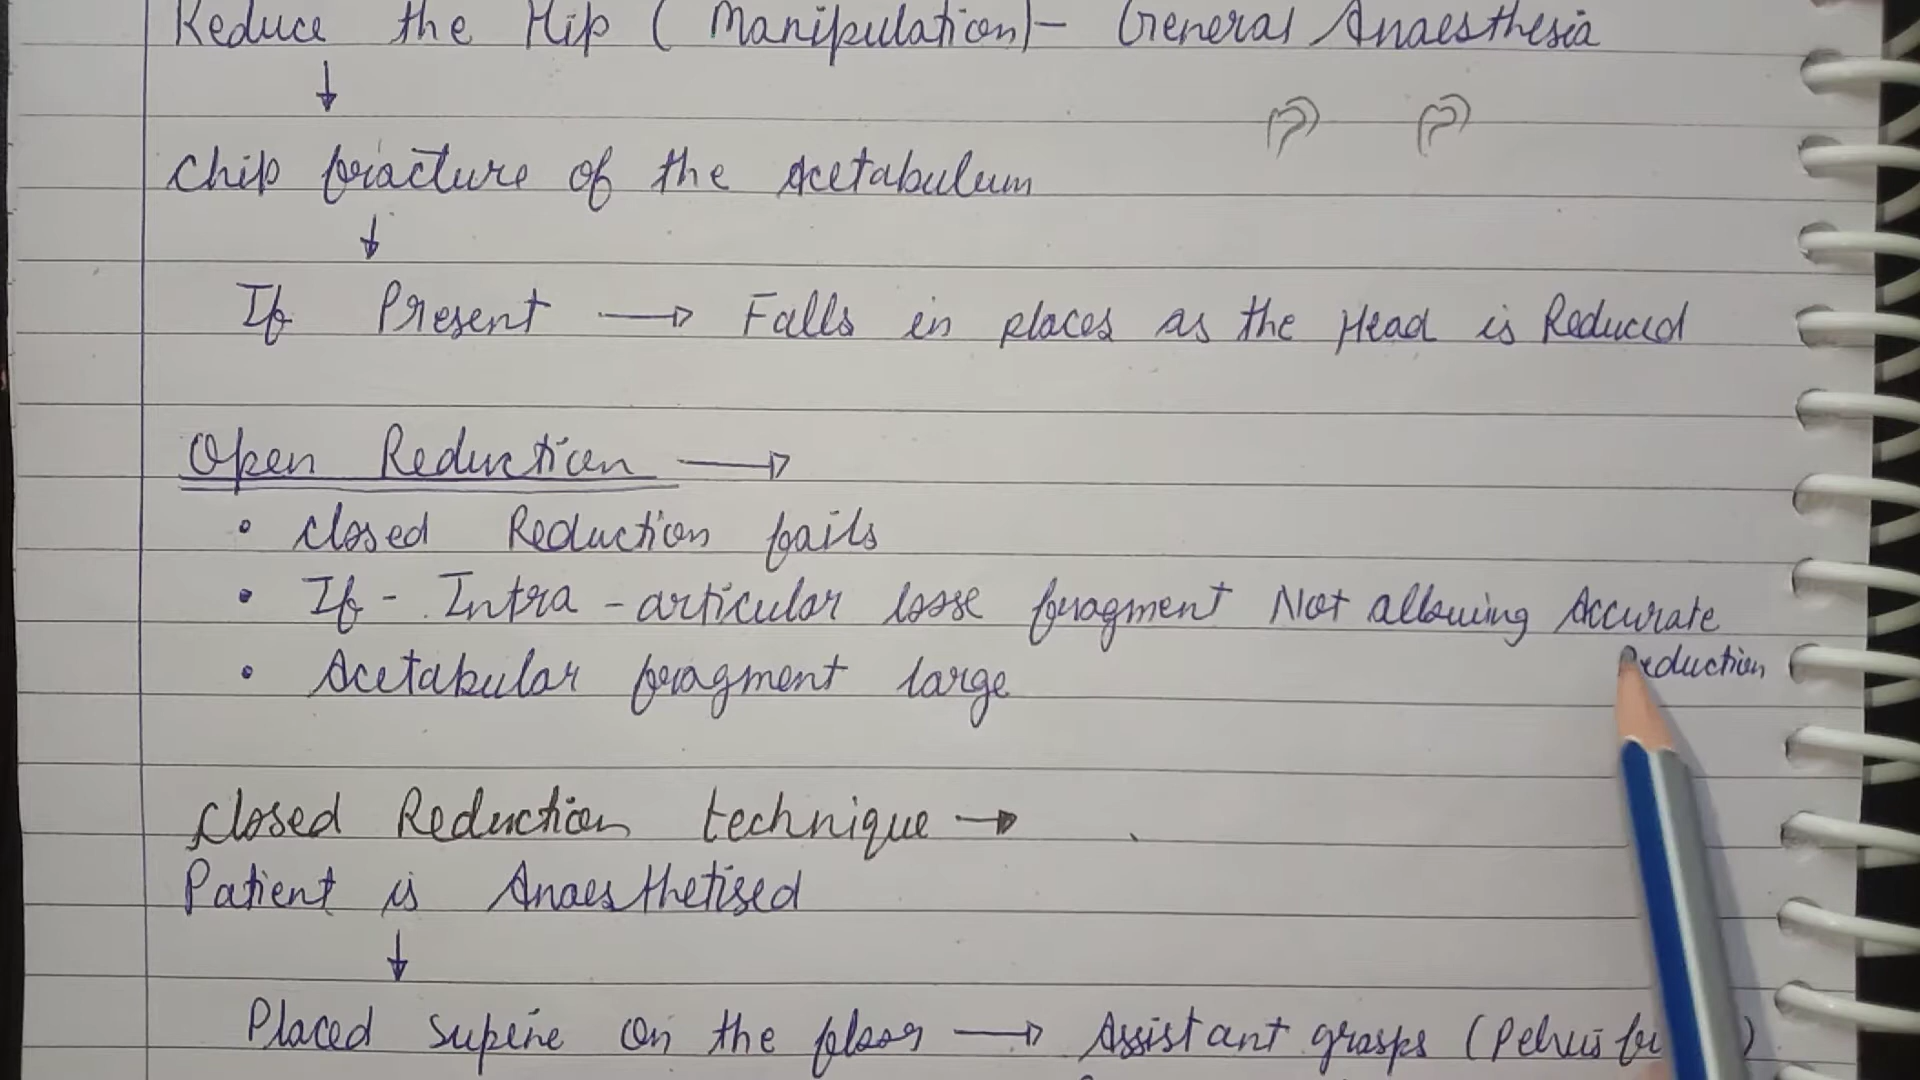 Reduce the Hip (Manipulation) - General Anaesthesia
↓
Chip fracture of the Acetabulum
↓
If Present → Falls in places as the Head is Reduced
Open Reduction →
• Closed Reduction fails
• If - Intra-articular loose fragment Not allowing Accurate
Reduction
• Acetabular fragment large
Closed Reduction technique →
Patient is Anaesthetised
↓
Placed supine on the floor → Assistant grasps (Pelvis )